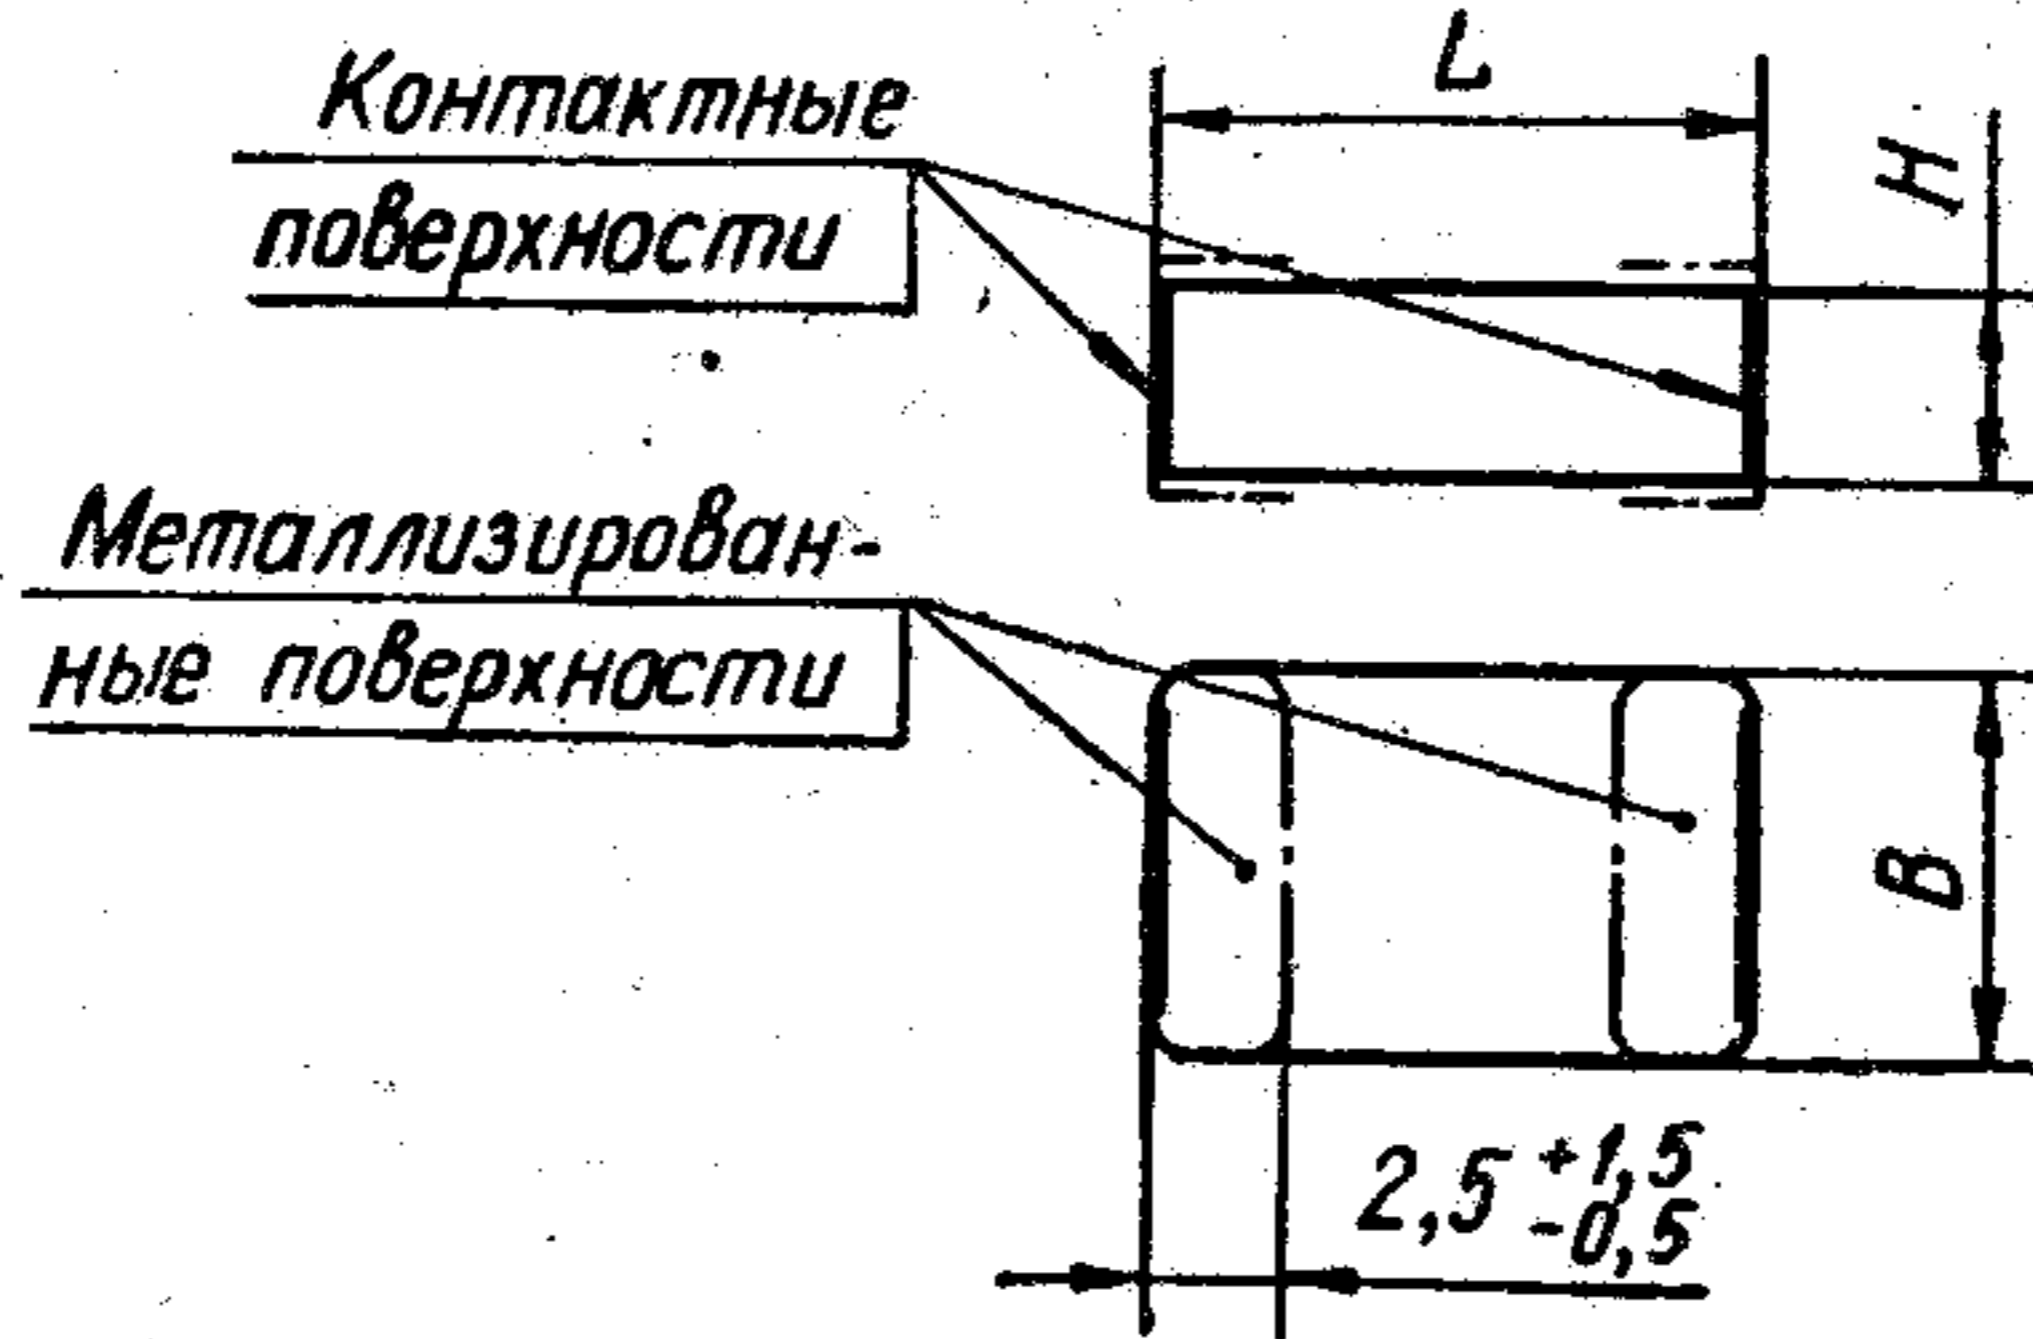 Контактные
поверхности
L
H
Металлизирован-
ные поверхности
B
2,5 +1,5
-0,5